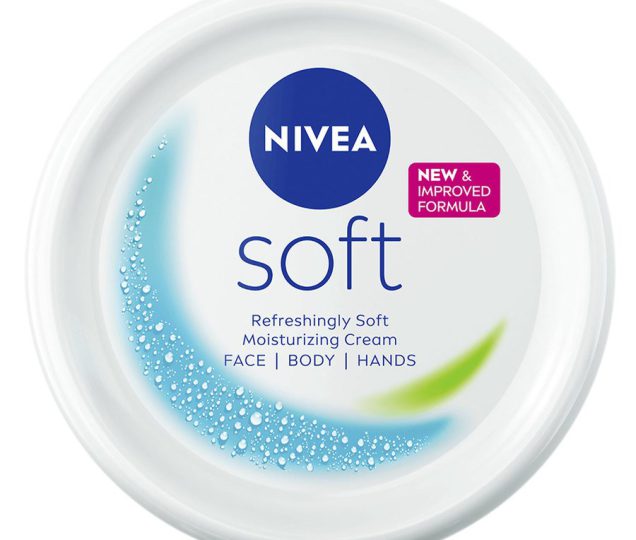 NIVEA
NEW &
IMPROVED
FORMULA
soft
Refreshingly Soft
Moisturizing Cream
FACE | BODY | HANDS